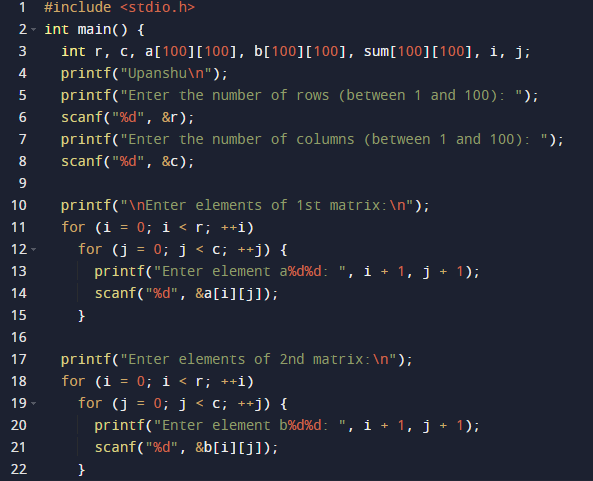 1 #include <stdio.h>
2 int main() {
3 int r, c, a[100][100], b[100][100], sum[100][100], i, j;
4 printf("Upanshu\n");
5 printf("Enter the number of rows (between 1 and 100): ");
6 scanf("%d", &r);
7 printf("Enter the number of columns (between 1 and 100): ");
8 scanf("%d", &c);
9
10 printf("\nEnter elements of 1st matrix:\n");
11 for (i = 0; i < r; ++i)
12 for (j = 0; j < c; ++j) {
13 printf("Enter element a%d%d: ", i + 1, j + 1);
14 scanf("%d", &a[i][j]);
15 }
16
17 printf("Enter elements of 2nd matrix:\n");
18 for (i = 0; i < r; ++i)
19 for (j = 0; j < c; ++j) {
20 printf("Enter element b%d%d: ", i + 1, j + 1);
21 scanf("%d", &b[i][j]);
22 }